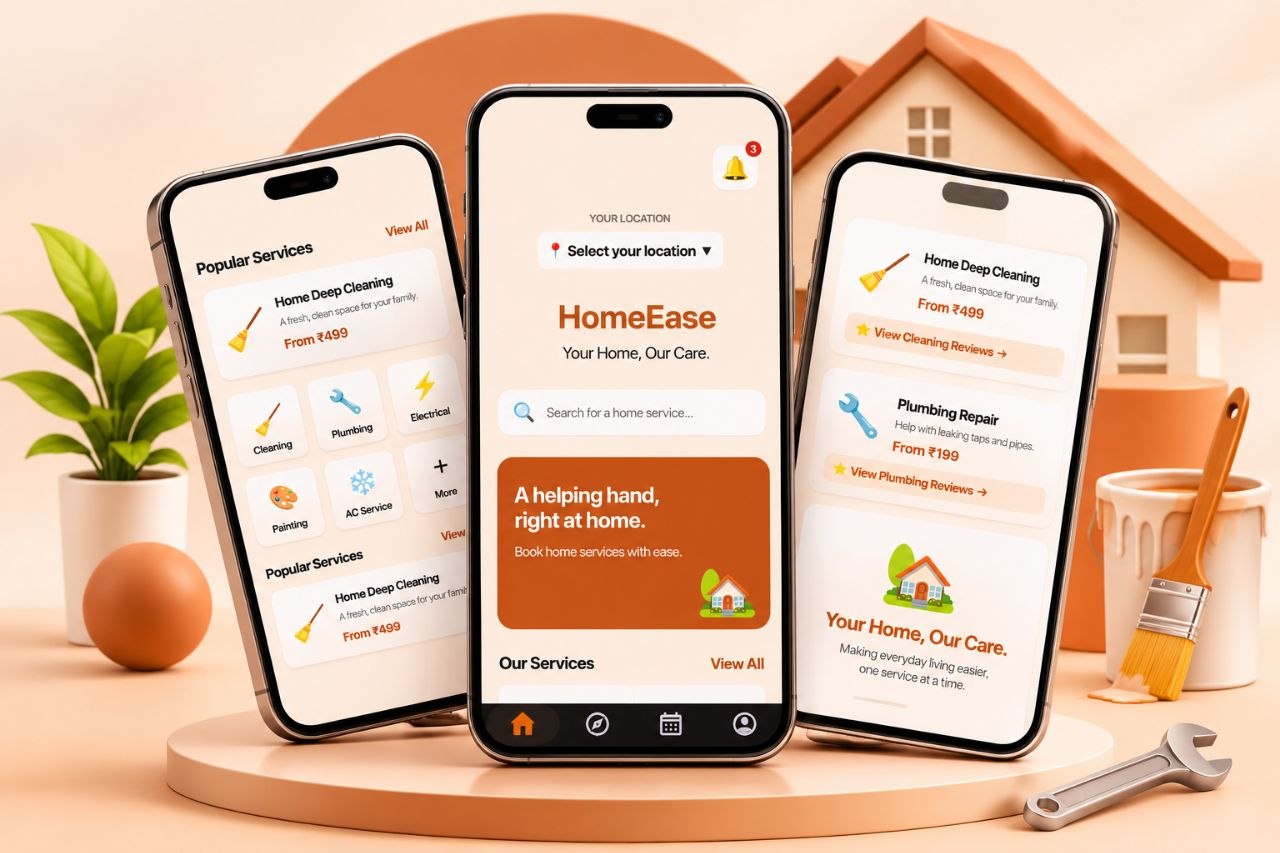 View All
Popular Services
Home Deep Cleaning
A fresh, clean space for your family.
From ₹499
Cleaning
Plumbing
Electrical
Painting
AC Service
More
View
Popular Services
Home Deep Cleaning
A fresh, clean space for your
From ₹499
3
YOUR LOCATION
Select your location ▼
HomeEase
Your Home, Our Care.
Search for a home service...
A helping hand,
right at home.
Book home services with ease.
Our Services
View All
Home Deep Cleaning
A fresh, clean space for your family.
From ₹499
View Cleaning Reviews →
Plumbing Repair
Help with leaking taps and pipes.
From ₹199
View Plumbing Reviews →
Your Home, Our Care.
Making everyday living easier,
one service at a time.